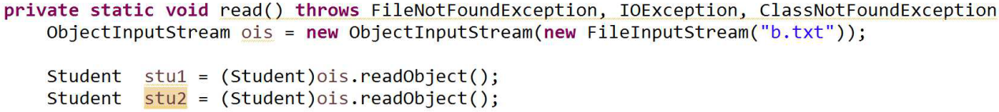 private static void read() throws FileNotFoundException, IOException, ClassNotFoundException
ObjectInputStream ois = new ObjectInputStream(new FileInputStream("b.txt"));
Student stu1 = (Student)ois.readObject();
Student stu2 = (Student)ois.readObject();